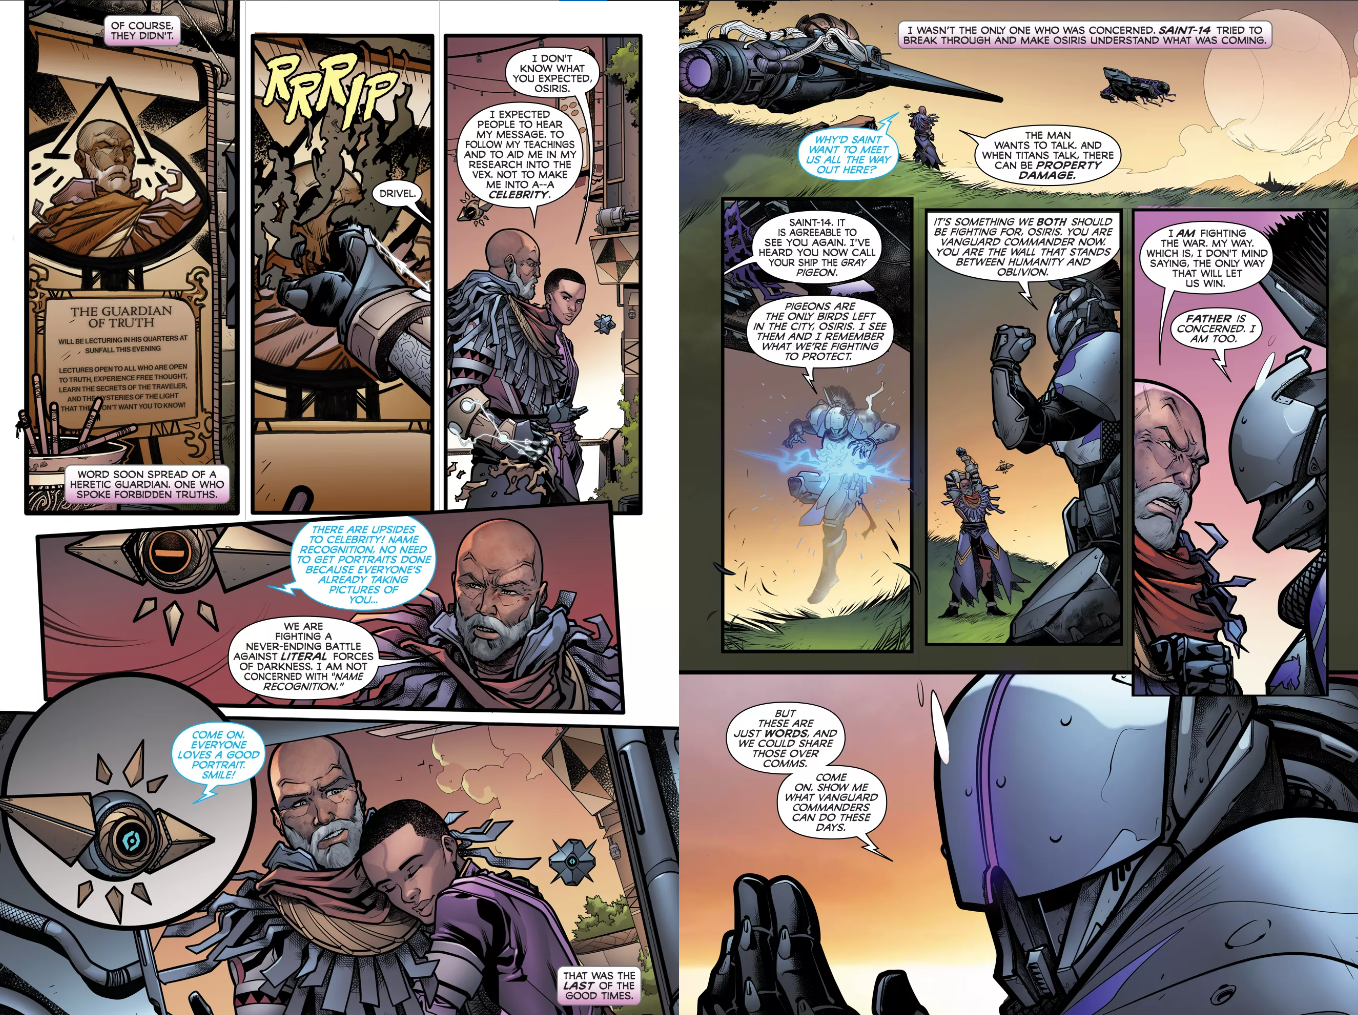 OF COURSE,
THEY DIDN'T.
THE GUARDIAN
OF TRUTH
WILL BE LECTURING IN HIS QUARTERS AT
SUNFALL THIS EVENING
LECTURES OPEN TO ALL WHO ARE OPEN
TO TRUTH, EXPERIENCE FREE THOUGHT,
LEARN THE SECRETS OF THE TRAVELER,
AND THE MYSTERIES OF THE LIGHT
THAT THEY DON'T WANT YOU TO KNOW!
WORD SOON SPREAD OF A
HERETIC GUARDIAN. ONE WHO
SPOKE FORBIDDEN TRUTHS.
RRRRIP
DRIVEL.
I DON'T
KNOW WHAT
YOU EXPECTED,
OSIRIS.
I EXPECTED
PEOPLE TO HEAR
MY MESSAGE. TO
FOLLOW MY TEACHINGS
AND TO AID ME IN MY
RESEARCH INTO THE
VEX. NOT TO MAKE
ME INTO A--A
CELEBRITY.
THERE ARE UPSIDES
TO CELEBRITY! NAME
RECOGNITION, NO NEED
TO GET PORTRAITS DONE
BECAUSE EVERYONE'S
ALREADY TAKING
PICTURES OF
YOU...
WE ARE
FIGHTING A
NEVER-ENDING BATTLE
AGAINST LITERAL FORCES
OF DARKNESS. I AM NOT
CONCERNED WITH "NAME
RECOGNITION."
COME ON.
EVERYONE
LOVES A GOOD
PORTRAIT.
SMILE!
THAT WAS THE
LAST OF THE
GOOD TIMES.
I WASN'T THE ONLY ONE WHO WAS CONCERNED. SAINT-14 TRIED TO
BREAK THROUGH AND MAKE OSIRIS UNDERSTAND WHAT WAS COMING.
WHY'D SAINT
WANT TO MEET
US ALL THE WAY
OUT HERE?
THE MAN
WANTS TO TALK. AND
WHEN TITANS TALK, THERE
CAN BE PROPERTY
DAMAGE.
SAINT-14. IT
IS AGREEABLE TO
SEE YOU AGAIN. I'VE
HEARD YOU NOW CALL
YOUR SHIP THE GRAY
PIGEON.
PIGEONS ARE
THE ONLY BIRDS LEFT
IN THE CITY, OSIRIS. I SEE
THEM AND I REMEMBER
WHAT WE'RE FIGHTING
TO PROTECT.
IT'S SOMETHING WE BOTH SHOULD
BE FIGHTING FOR, OSIRIS. YOU ARE
VANGUARD COMMANDER NOW.
YOU ARE THE WALL THAT STANDS
BETWEEN HUMANITY AND
OBLIVION.
I AM FIGHTING
THE WAR. MY WAY.
WHICH IS, I DON'T MIND
SAYING, THE ONLY WAY
THAT WILL LET
US WIN.
FATHER IS
CONCERNED. I
AM TOO.
BUT
THESE ARE
JUST WORDS, AND
WE COULD SHARE
THOSE OVER
COMMS.
COME
ON. SHOW ME
WHAT VANGUARD
COMMANDERS
CAN DO THESE
DAYS.